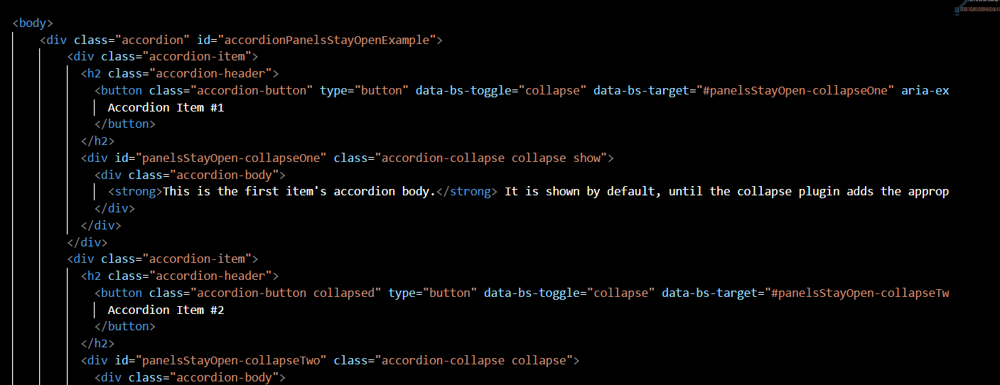 <body>
<div class="accordion" id="accordionPanelsStayOpenExample">
<div class="accordion-item">
<h2 class="accordion-header">
<button class="accordion-button" type="button" data-bs-toggle="collapse" data-bs-target="#panelsStayOpen-collapseOne" aria-ex
Accordion Item #1
</button>
</h2>
<div id="panelsStayOpen-collapseOne" class="accordion-collapse collapse show">
<div class="accordion-body">
<strong>This is the first item's accordion body.</strong> It is shown by default, until the collapse plugin adds the approp
</div>
</div>
</div>
<div class="accordion-item">
<h2 class="accordion-header">
<button class="accordion-button collapsed" type="button" data-bs-toggle="collapse" data-bs-target="#panelsStayOpen-collapseTw
Accordion Item #2
</button>
</h2>
<div id="panelsStayOpen-collapseTwo" class="accordion-collapse collapse">
<div class="accordion-body">